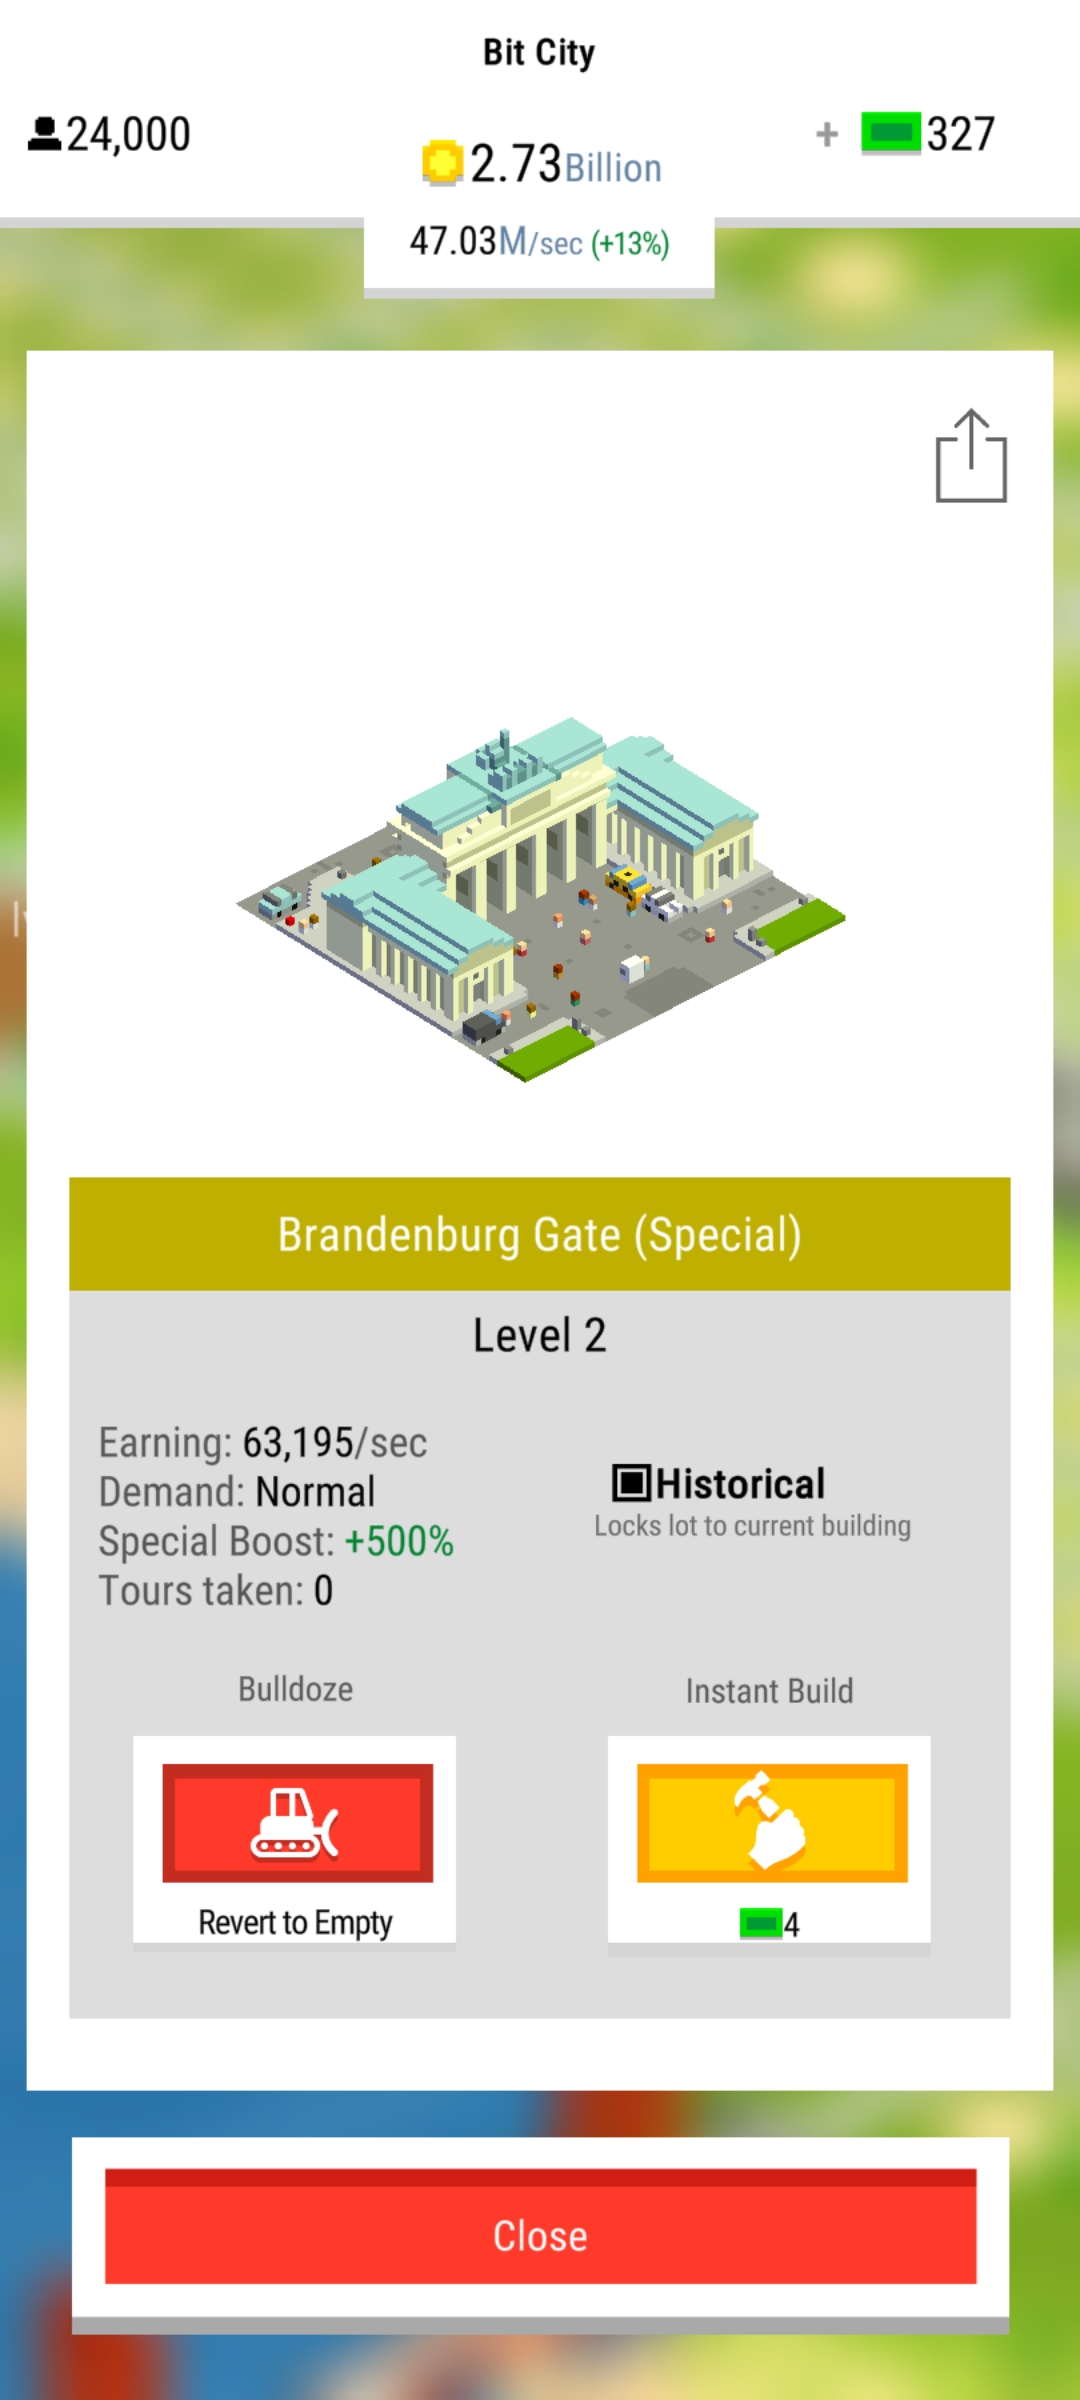 Bit City
24,000
2.73Billion
+ 327
47.03M/sec (+13%)
Brandenburg Gate (Special)
Level 2
Earning: 63,195/sec
Demand: Normal
Special Boost: +500%
Tours taken: 0
Historical
Locks lot to current building
Bulldoze
Instant Build
Revert to Empty
4
Close